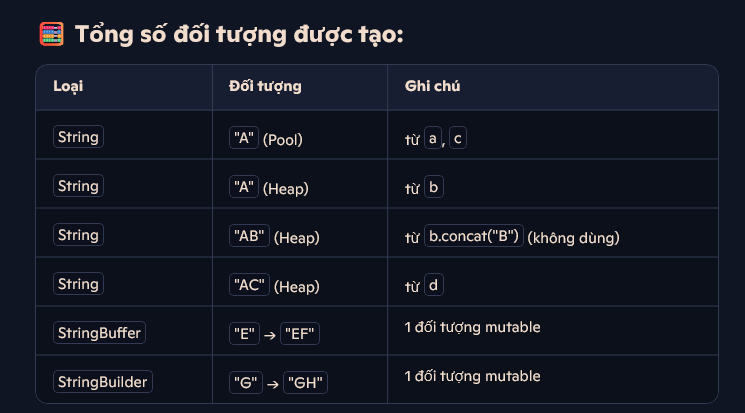 Tổng số đối tượng được tạo:
Loại Đối tượng Ghi chú
String "A" (Pool) từ a, c
String "A" (Heap) từ b
String "AB" (Heap) từ b.concat("B") (không dùng)
String "AC" (Heap) từ d
StringBuffer "E" → "EF" 1 đối tượng mutable
StringBuilder "G" → "GH" 1 đối tượng mutable